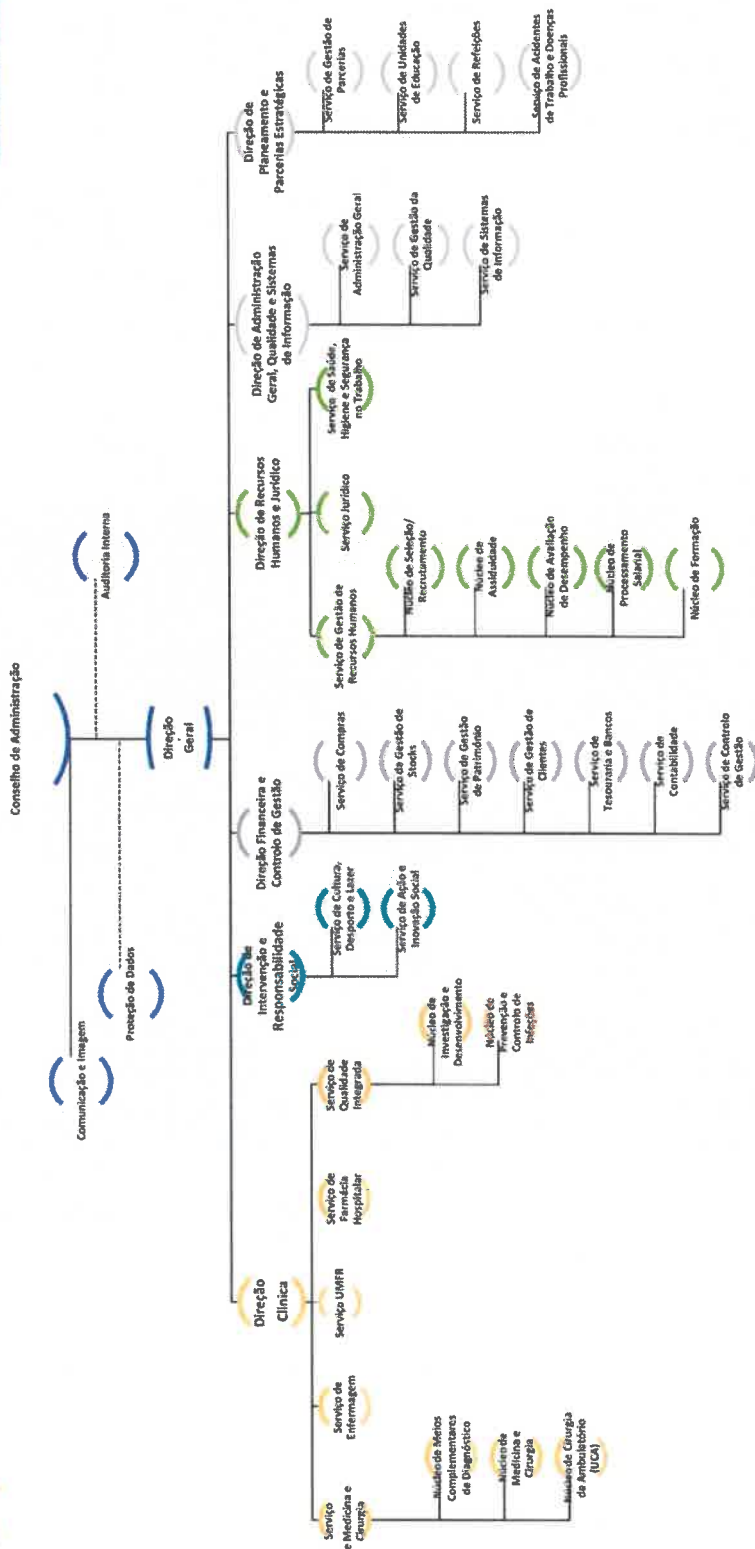 Conselho de Administração
Comunicação e Imagem
Auditoria Interna
Proteção de Dados
Direção
Geral
Direção
Clínica
Direção de
Intervenção e
Responsabilidade
Social
Direção Financeira e
Controlo de Gestão
Direção de Recursos
Humanos e Jurídico
Direção de Administração
Geral, Qualidade e Sistemas
de Informação
Direção de
Planeamento e
Parcerias Estratégicas
Serviço
e Medicina e
Cirurgia
Serviço de
Enfermagem
Serviço UMFR
Serviço de
Farmácia
Hospitalar
Serviço de
Qualidade
Integrada
Núcleo de Meios
Complementares
de Diagnóstico
Núcleo de
Medicina e
Cirurgia
Núcleo de Cirurgia
de Ambulatório
(UCA)
Núcleo de
Investigação e
Desenvolvimento
Núcleo de
Prevenção e
Controlo de
Infeções
Serviço de Cultura,
Desporto e Lazer
Serviço de Ação e
Inovação Social
Serviço de Compras
Serviço de Gestão de
Stocks
Serviço de Gestão
de Património
Serviço de Gestão de
Clientes
Serviço de
Tesouraria e Bancos
Serviço de
Contabilidade
Serviço de Controlo
de Gestão
Serviço de Gestão de
Recursos Humanos
Serviço Jurídico
Serviço de Saúde,
Higiene e Segurança
no Trabalho
Núcleo de Seleção/
Recrutamento
Núcleo de
Assiduidade
Núcleo de Avaliação
de Desempenho
Núcleo de
Processamento
Salarial
Núcleo de Formação
Serviço de
Administração Geral
Serviço de Gestão da
Qualidade
Serviço de Sistemas
de Informação
Serviço de Gestão de
Parcerias
Serviço de Unidades
de Educação
Serviço de Refeições
Serviço de Acidentes
de Trabalho e Doenças
Profissionais